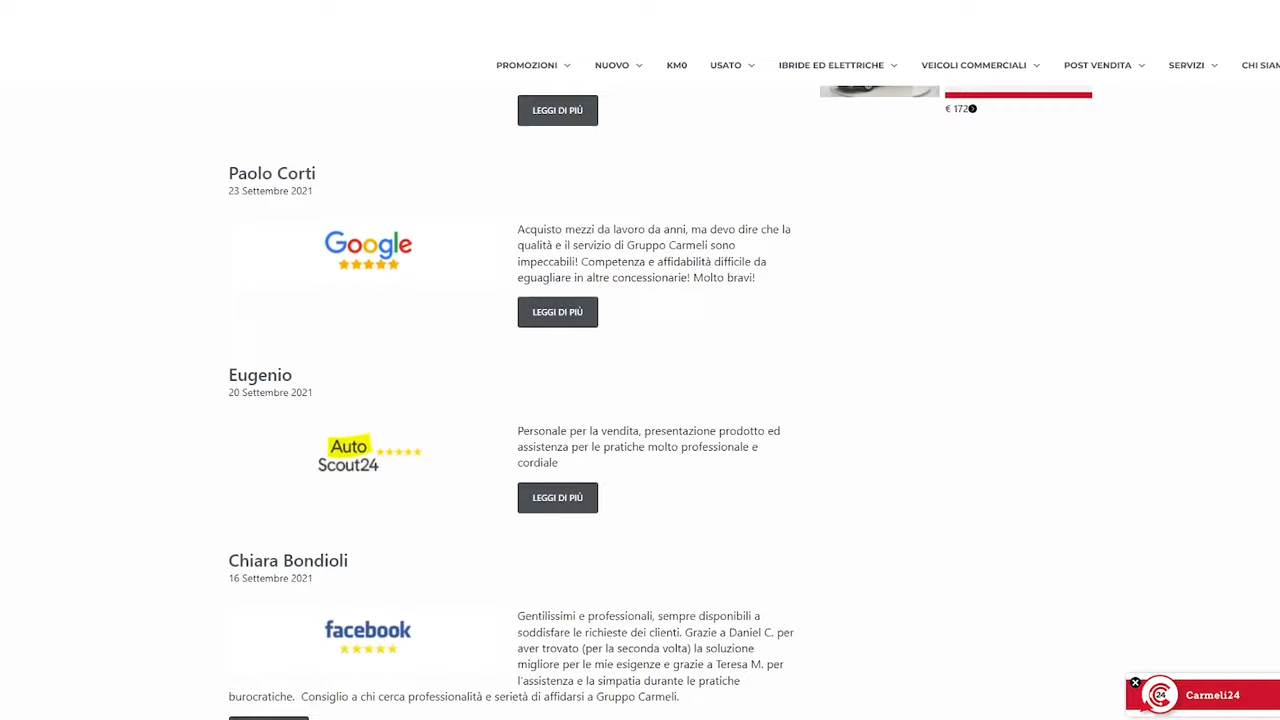 PROMOZIONI NUOVO KM0 USATO IBRIDE ED ELETTRICHE VEICOLI COMMERCIALI POST VENDITA SERVIZI CHI SIAM
LEGGI DI PIÙ
€ 172
Paolo Corti
23 Settembre 2021
Google
Acquisto mezzi da lavoro da anni, ma devo dire che la
qualità e il servizio di Gruppo Carmeli sono
impeccabili! Competenza e affidabilità difficile da
eguagliare in altre concessionarie! Molto bravi!
LEGGI DI PIÙ
Eugenio
20 Settembre 2021
Auto
Scout24
Personale per la vendita, presentazione prodotto ed
assistenza per le pratiche molto professionale e
cordiale
LEGGI DI PIÙ
Chiara Bondioli
16 Settembre 2021
facebook
Gentilissimi e professionali, sempre disponibili a
soddisfare le richieste dei clienti. Grazie a Daniel C. per
aver trovato (per la seconda volta) la soluzione
migliore per le mie esigenze e grazie a Teresa M. per
l'assistenza e la simpatia durante le pratiche
burocratiche. Consiglio a chi cerca professionalità e serietà di affidarsi a Gruppo Carmeli.
24 Carmeli24